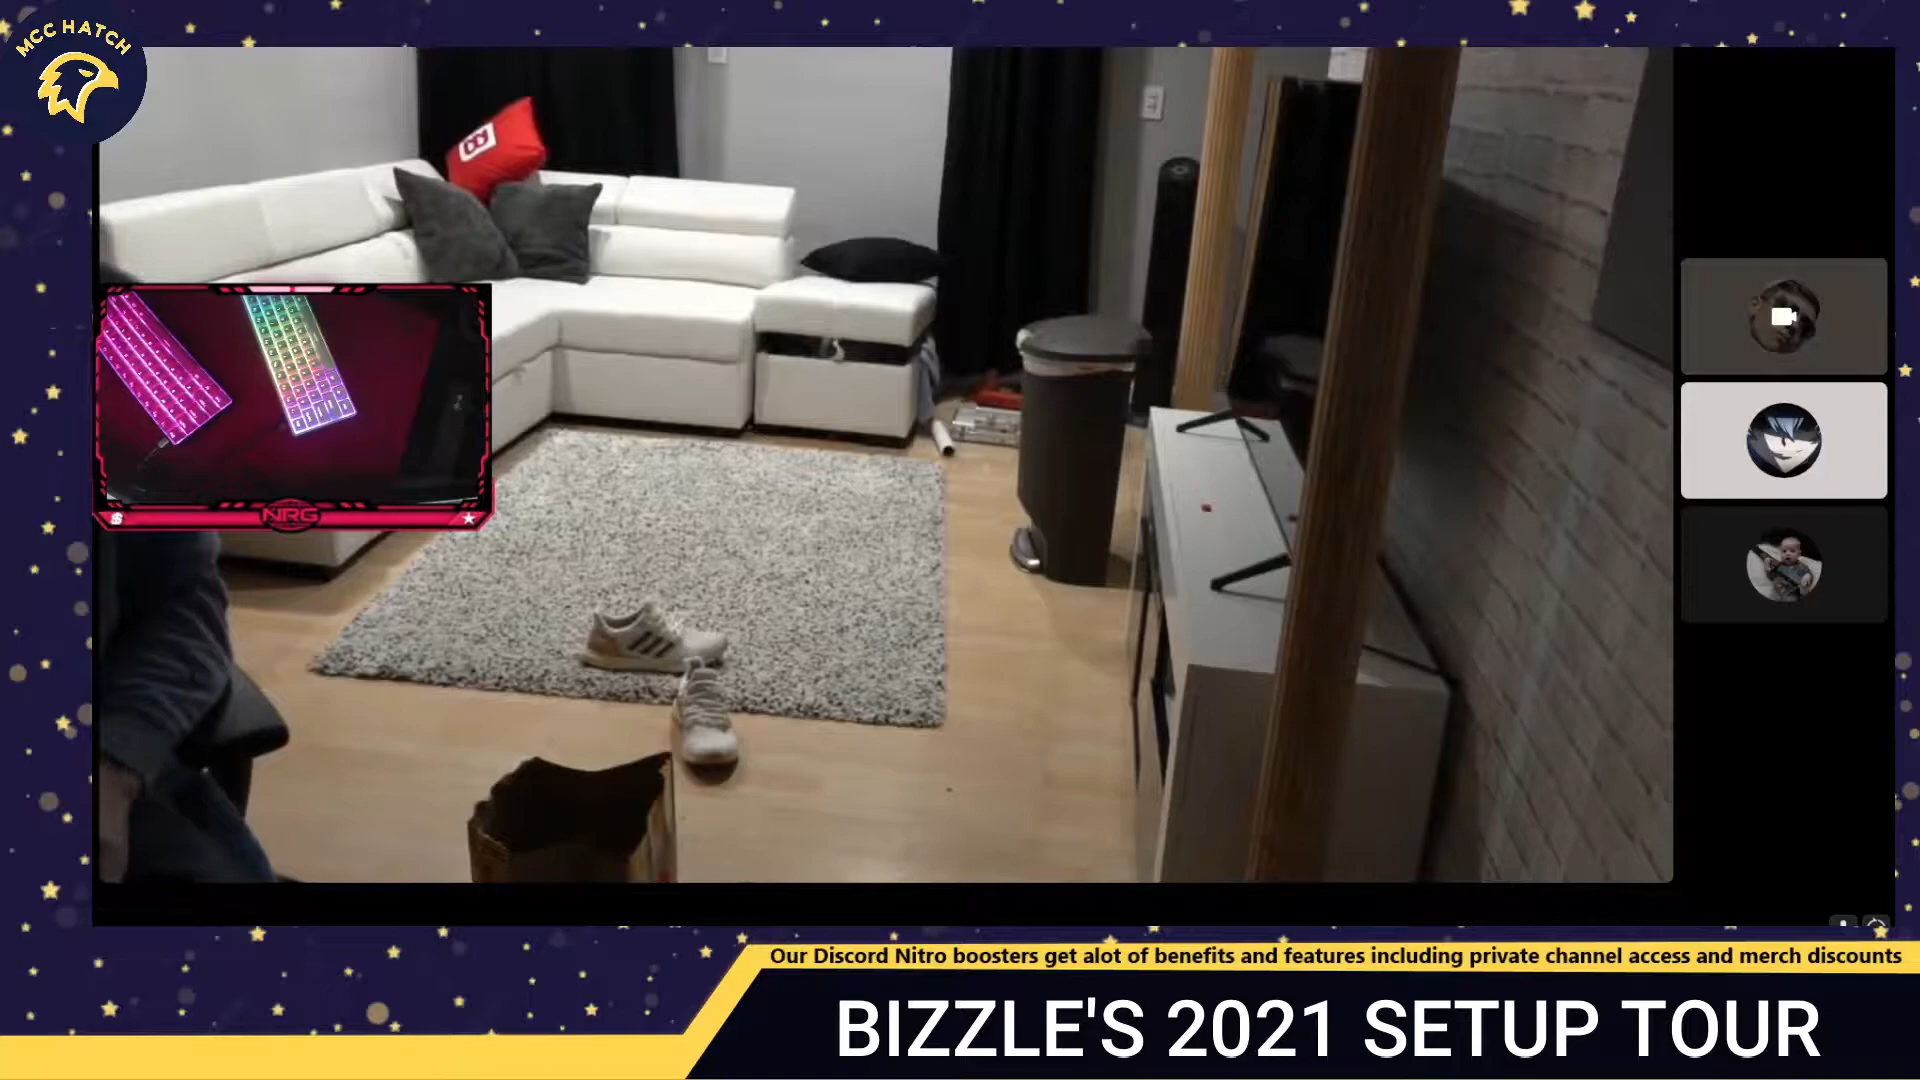 MCC HATCH
B
NRG
$
Our Discord Nitro boosters get alot of benefits and features including private channel access and merch discounts
BIZZLE'S 2021 SETUP TOUR